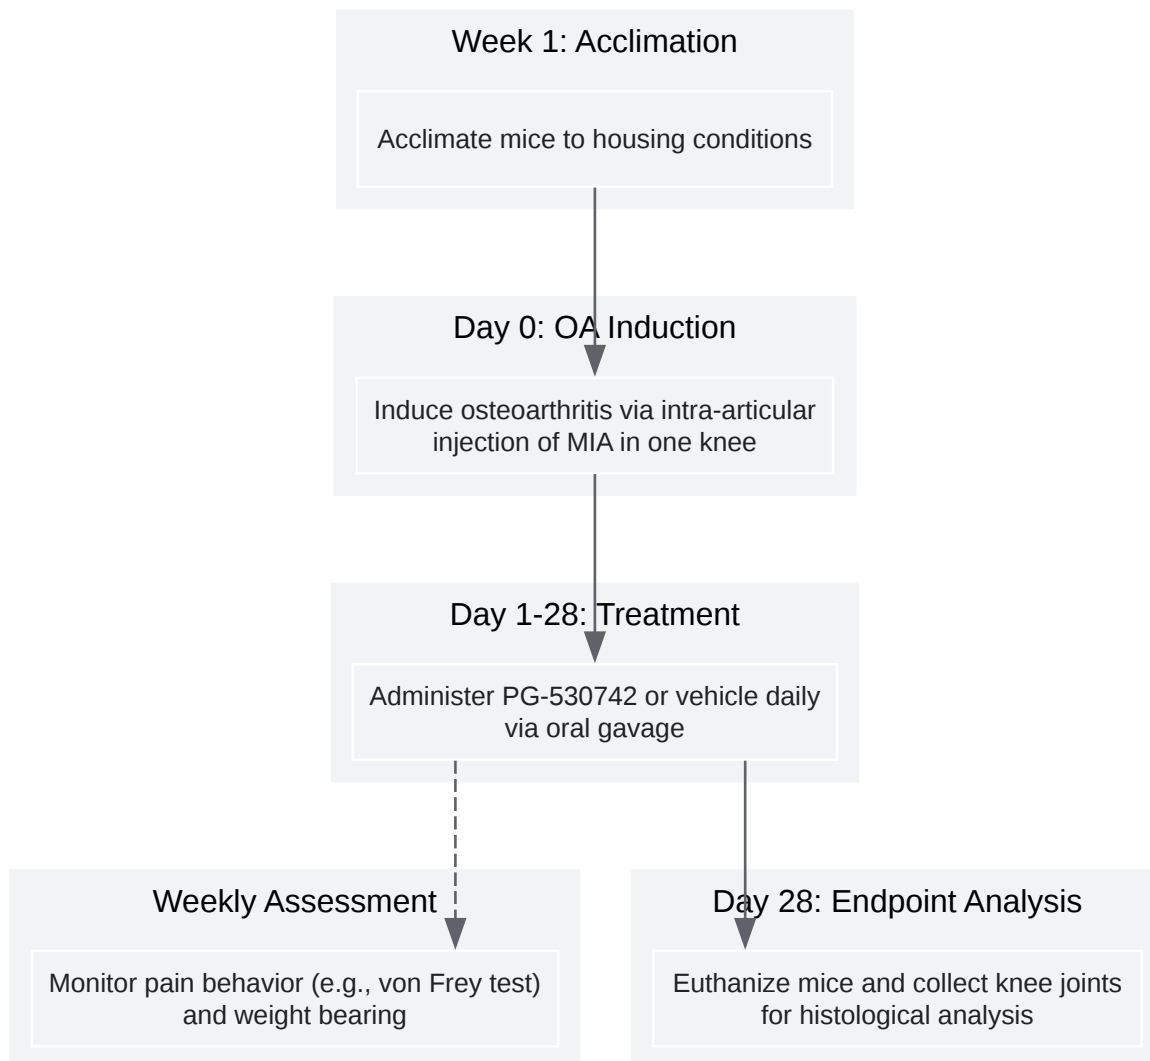 Week 1: Acclimation
Acclimate mice to housing conditions
Day 0: OA Induction
Induce osteoarthritis via intra-articular
injection of MIA in one knee
Day 1-28: Treatment
Administer PG-530742 or vehicle daily
via oral gavage
Weekly Assessment
Monitor pain behavior (e.g., von Frey test)
and weight bearing
Day 28: Endpoint Analysis
Euthanize mice and collect knee joints
for histological analysis